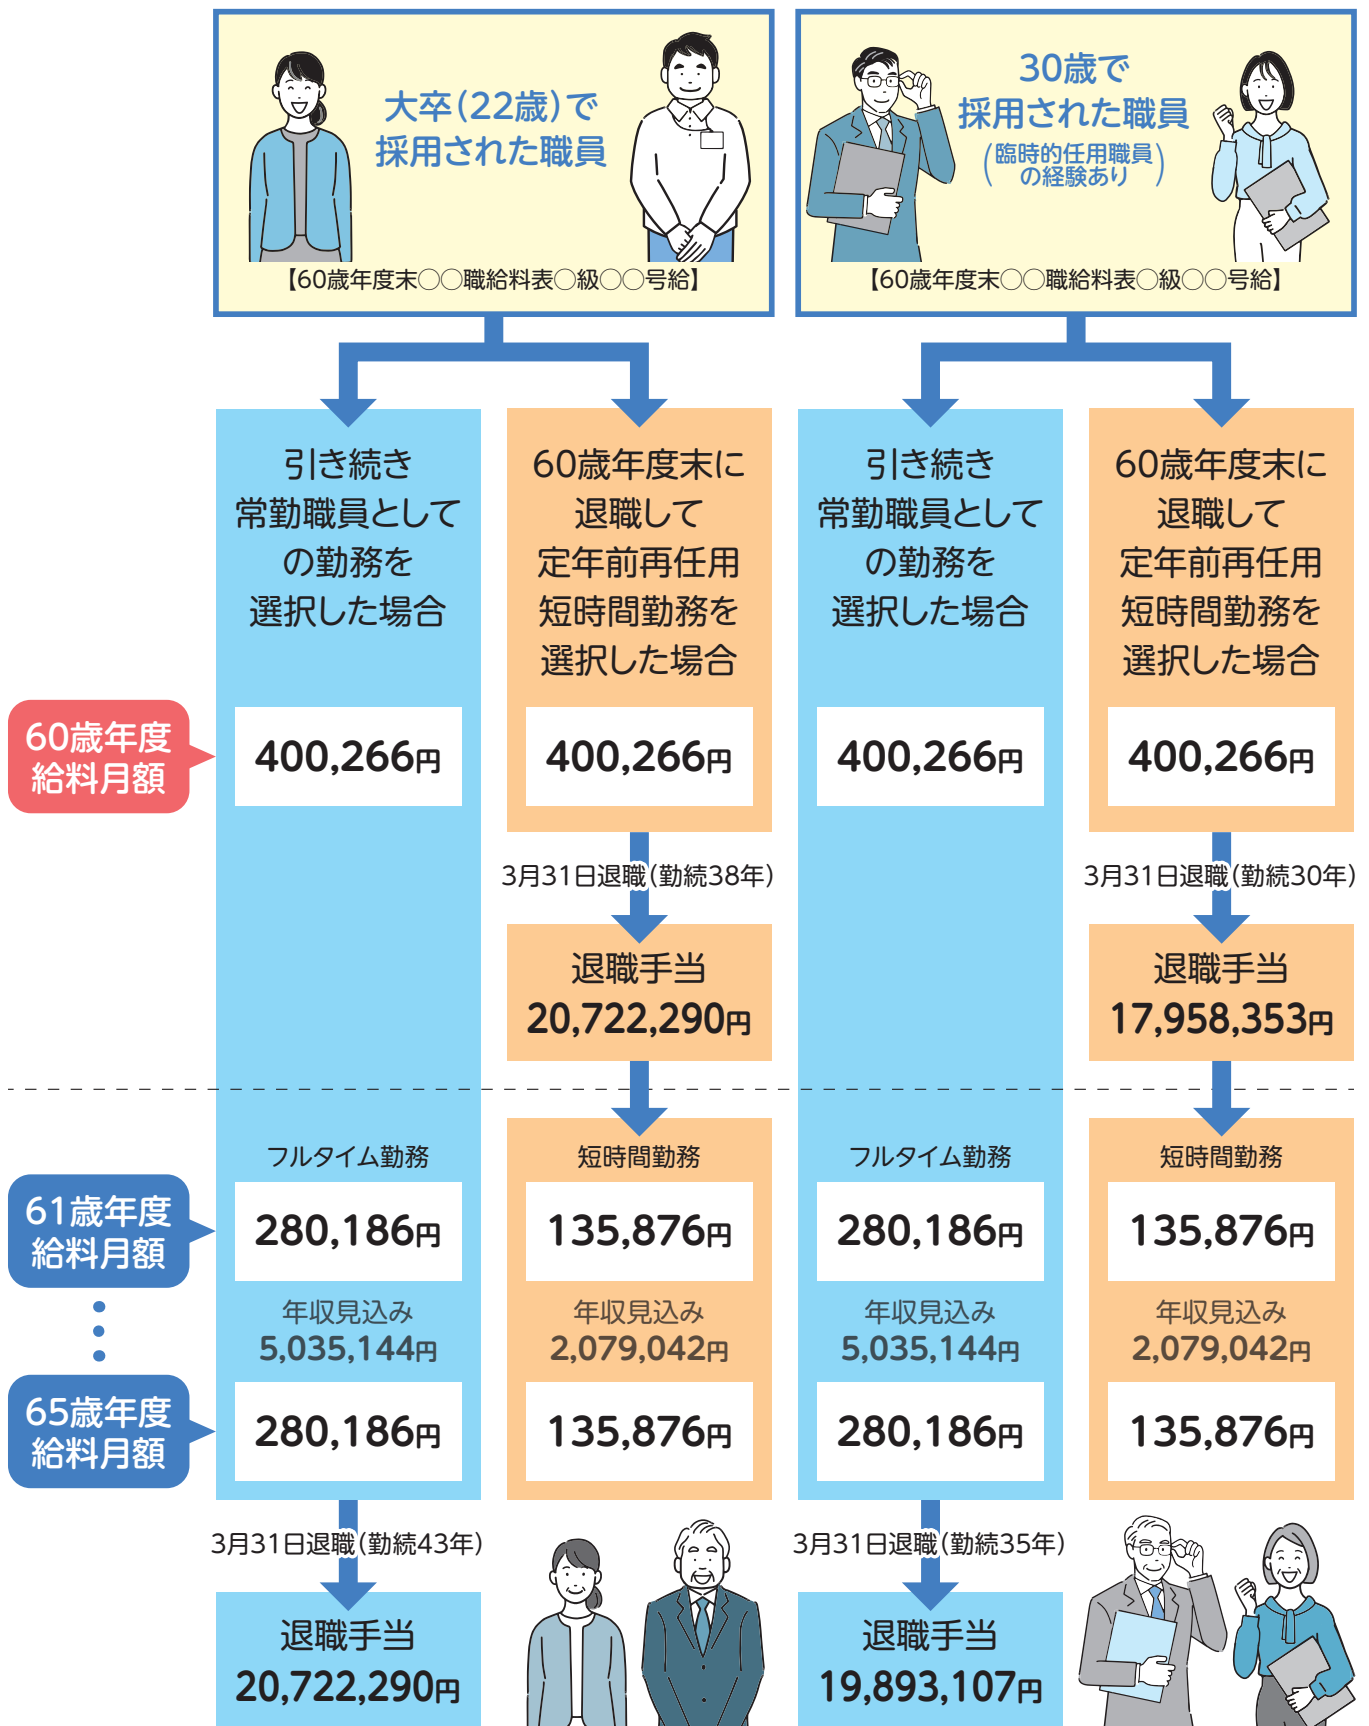 大卒(22歳)で
採用された職員
【60歳年度末○○職給料表○級○○号給】
30歳で
採用された職員
(臨時的任用職員
の経験あり)
【60歳年度末○○職給料表○級○○号給】
引き続き
常勤職員として
の勤務を
選択した場合
60歳年度末に
退職して
定年前再任用
短時間勤務を
選択した場合
引き続き
常勤職員として
の勤務を
選択した場合
60歳年度末に
退職して
定年前再任用
短時間勤務を
選択した場合
60歳年度
給料月額
400,266円
400,266円
400,266円
400,266円
3月31日退職(勤続38年)
3月31日退職(勤続30年)
退職手当
20,722,290円
退職手当
17,958,353円
フルタイム勤務
短時間勤務
フルタイム勤務
短時間勤務
61歳年度
給料月額
280,186円
135,876円
280,186円
135,876円
年収見込み
5,035,144円
年収見込み
2,079,042円
年収見込み
5,035,144円
年収見込み
2,079,042円
65歳年度
給料月額
280,186円
135,876円
280,186円
135,876円
3月31日退職(勤続43年)
3月31日退職(勤続35年)
退職手当
20,722,290円
退職手当
19,893,107円